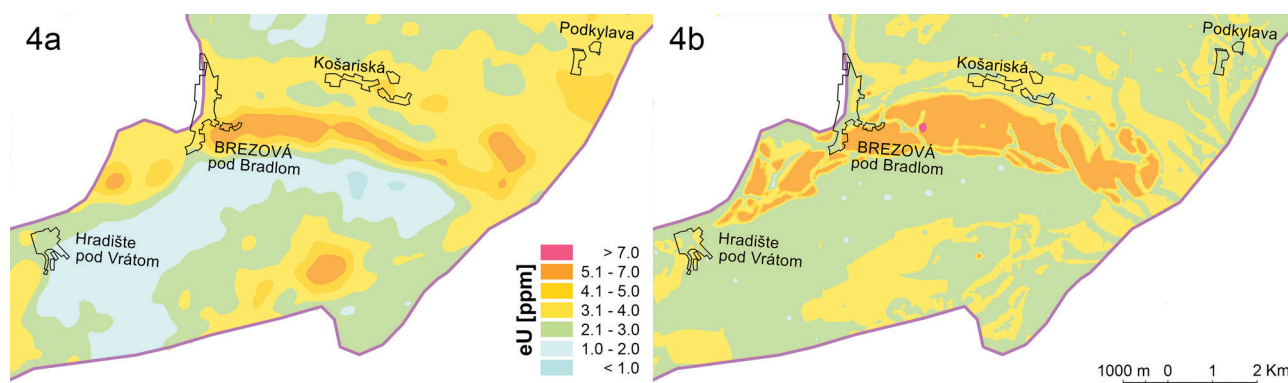 4a
Podkylava
Košariská
BREZOVÁ
pod Bradlom
Hradište
pod Vrátom
eU [ppm]
> 7.0
5.1 - 7.0
4.1 - 5.0
3.1 - 4.0
2.1 - 3.0
1.0 - 2.0
< 1.0
4b
Podkylava
Košariská
BREZOVÁ
pod Bradlom
Hradište
pod Vrátom
1000 m 0 1 2 Km